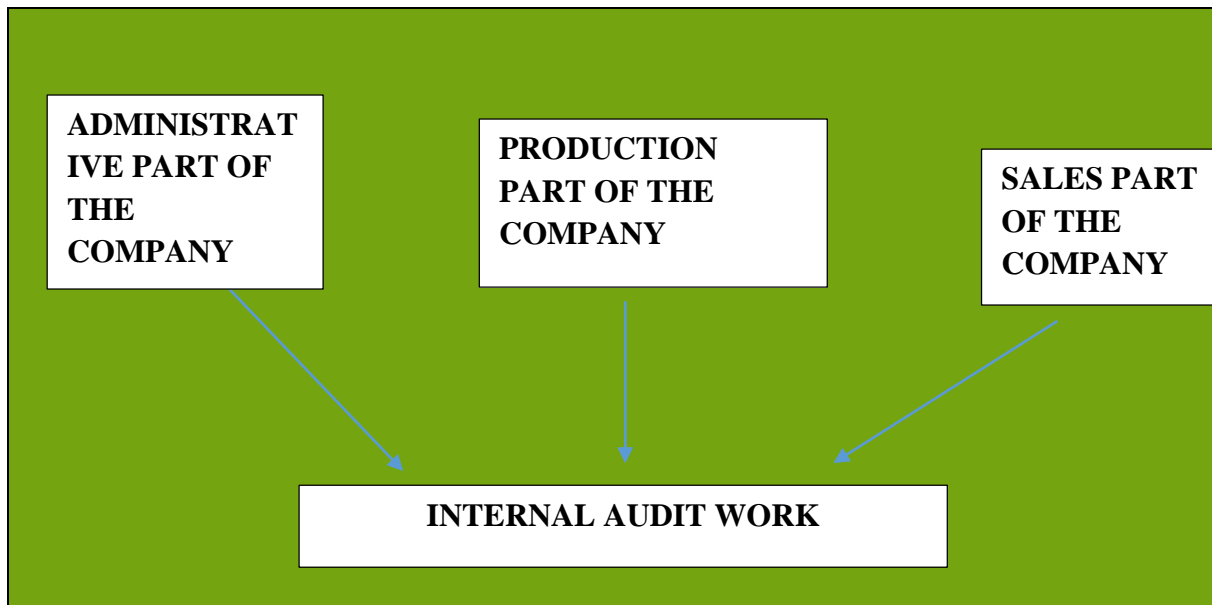 ADMINISTRAT
IVE PART OF
THE
COMPANY
PRODUCTION
PART OF THE
COMPANY
SALES PART
OF THE
COMPANY
INTERNAL AUDIT WORK